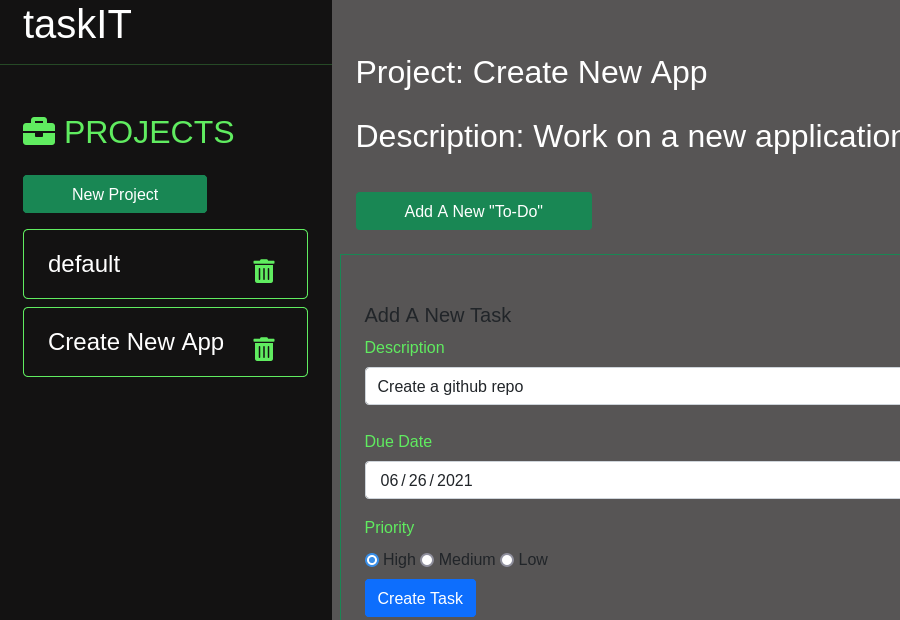 taskIT
PROJECTS
New Project
default
Create New App
Project: Create New App
Description: Work on a new application
Add A New "To-Do"
Add A New Task
Description
Create a github repo
Due Date
06/26/2021
Priority
High Medium Low
Create Task